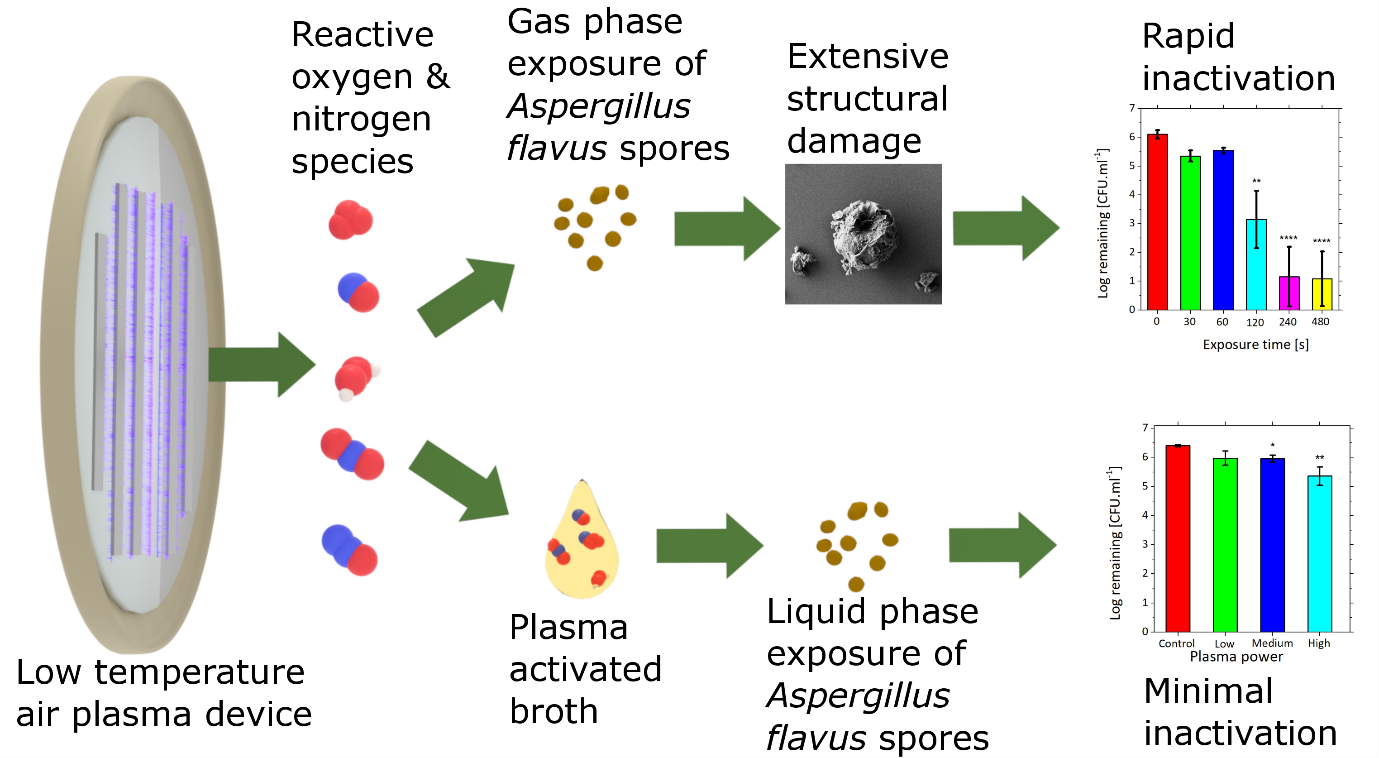 Reactive
oxygen &
nitrogen
species
Gas phase
exposure of
Aspergillus
flavus spores
Extensive
structural
damage
Rapid
inactivation
Log remaining [CFU.ml⁻¹]
7
6
5
4
3
2
1
0
**
****
****
0 30 60 120 240 480
Exposure time [s]
Low temperature
air plasma device
Plasma
activated
broth
Liquid phase
exposure of
Aspergillus
flavus spores
Log remaining [CFU.ml⁻¹]
7
6
5
4
3
2
1
0
*
**
Control Low Medium High
Plasma power
Minimal
inactivation